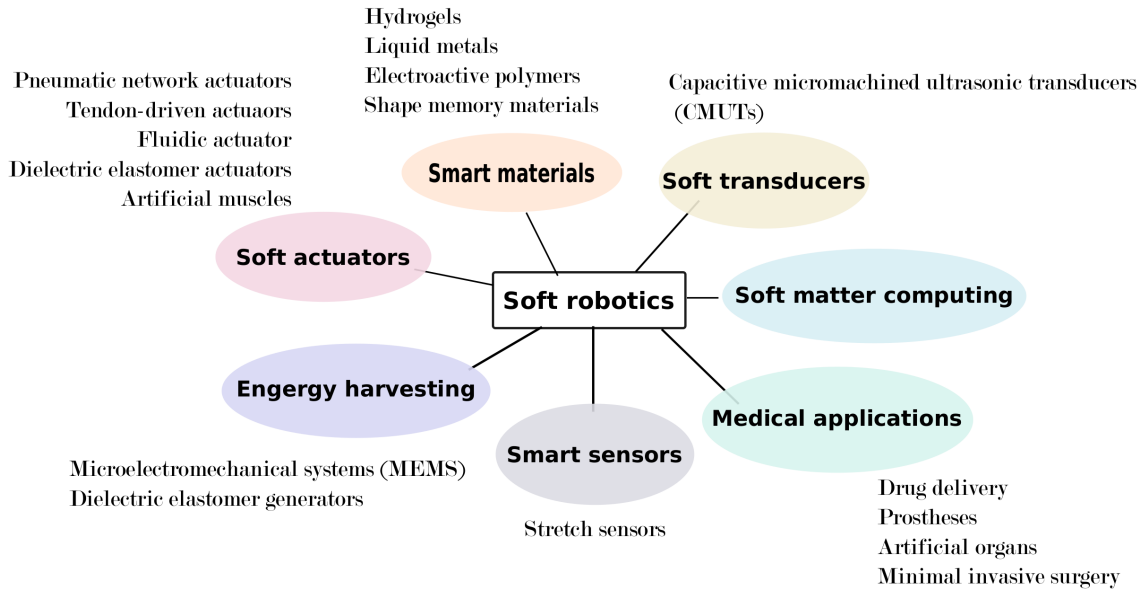 Hydrogels
Liquid metals
Electroactive polymers
Shape memory materials
Pneumatic network actuators
Tendon-driven actuaors
Fluidic actuator
Dielectric elastomer actuators
Artificial muscles
Capacitive micromachined ultrasonic transducers
(CMUTs)
Smart materials
Soft transducers
Soft actuators
Soft robotics
Soft matter computing
Engergy harvesting
Medical applications
Smart sensors
Microelectromechanical systems (MEMS)
Dielectric elastomer generators
Stretch sensors
Drug delivery
Prostheses
Artificial organs
Minimal invasive surgery